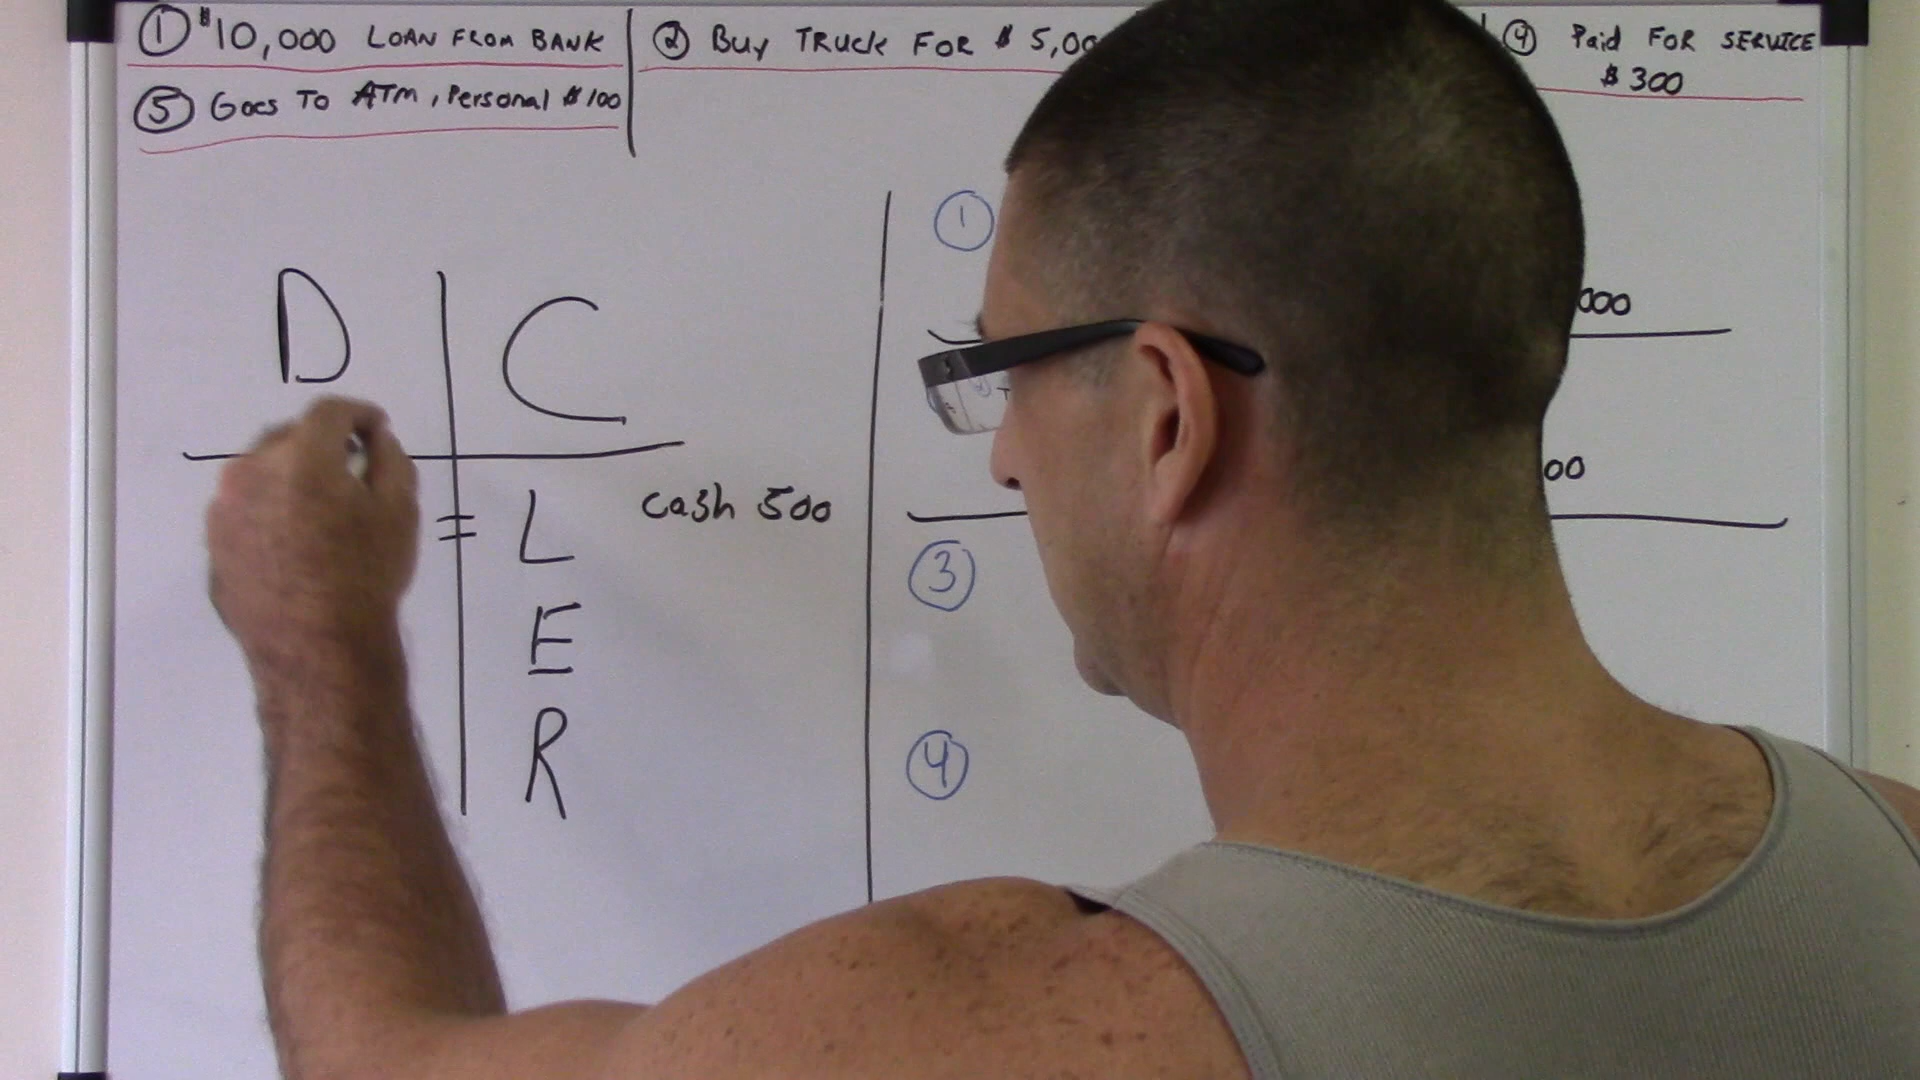 ① $10,000 LOAN FROM BANK
⑤ Goes To ATM, Personal $100
② Buy TRUCK FOR $ 5,00
④ Paid FOR SERVICE
$ 300
D C
= L
E
R
cash 500
①
000
00
③
④